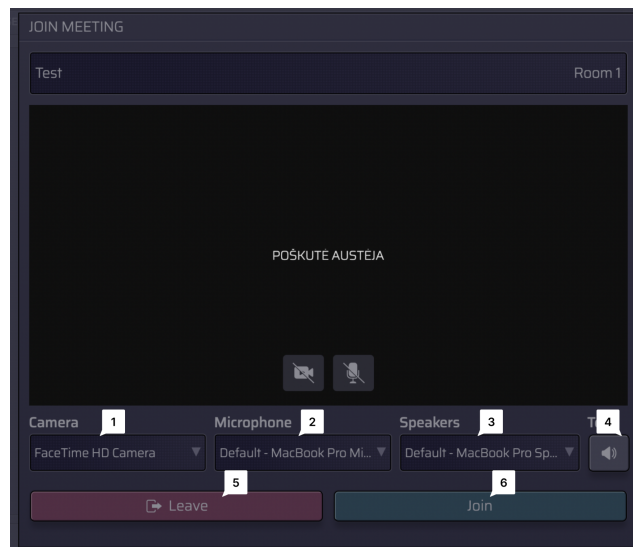 JOIN MEETING
Test Room 1
POŠKUTĖ AUSTĖJA
Camera 1 Microphone 2 Speakers 3 4
FaceTime HD Camera Default - MacBook Pro Mi... Default - MacBook Pro Sp...
5 6
Leave Join